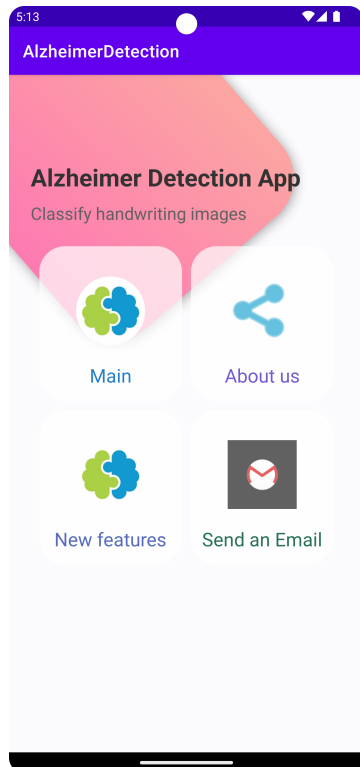 5:13
AlzheimerDetection
Alzheimer Detection App
Classify handwriting images
Main
About us
New features
Send an Email